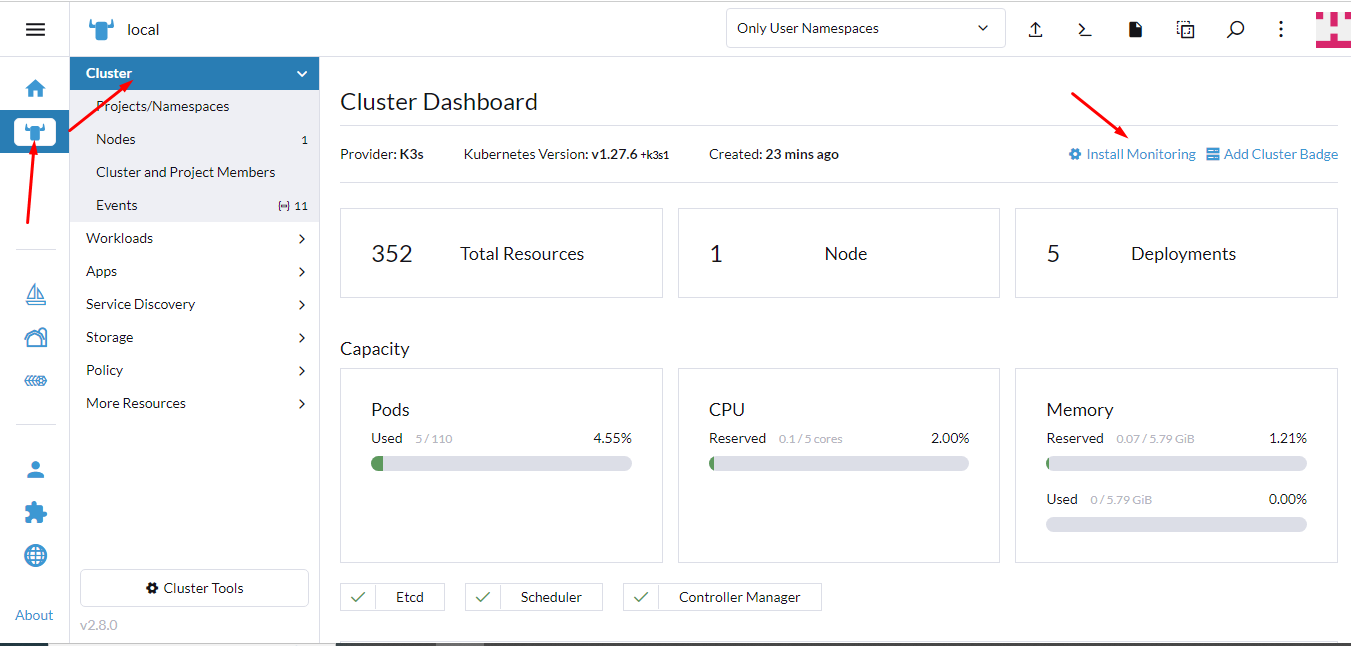 local
Only User Namespaces
Cluster
Projects/Namespaces
Nodes 1
Cluster and Project Members
Events 11
Workloads
Apps
Service Discovery
Storage
Policy
More Resources
Cluster Tools
v2.8.0
About
Cluster Dashboard
Provider: K3s Kubernetes Version: v1.27.6 +k3s1 Created: 23 mins ago Install Monitoring Add Cluster Badge
352 Total Resources 1 Node 5 Deployments
Capacity
Pods
Used 5 / 110 4.55%
CPU
Reserved 0.1 / 5 cores 2.00%
Memory
Reserved 0.07 / 5.79 GiB 1.21%
Used 0 / 5.79 GiB 0.00%
Etcd Scheduler Controller Manager